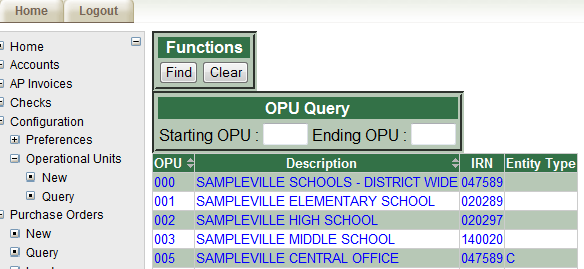 Home Logout
Home
Accounts
AP Invoices
Checks
Configuration
Preferences
Operational Units
New
Query
Purchase Orders
New
Query
Functions
Find Clear
OPU Query
Starting OPU : Ending OPU :
OPU Description IRN Entity Type
000 SAMPLEVILLE SCHOOLS - DISTRICT WIDE 047589
001 SAMPLEVILLE ELEMENTARY SCHOOL 020289
002 SAMPLEVILLE HIGH SCHOOL 020297
003 SAMPLEVILLE MIDDLE SCHOOL 140020
005 SAMPLEVILLE CENTRAL OFFICE 047589 C